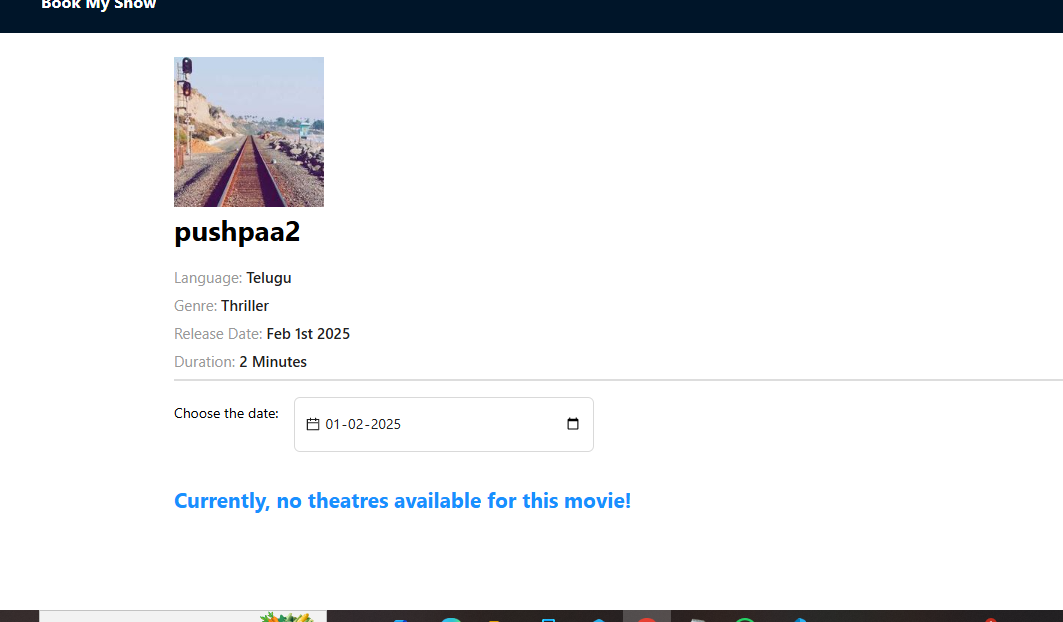 Book My Show
pushpaa2
Language: Telugu
Genre: Thriller
Release Date: Feb 1st 2025
Duration: 2 Minutes
Choose the date:
01-02-2025
Currently, no theatres available for this movie!